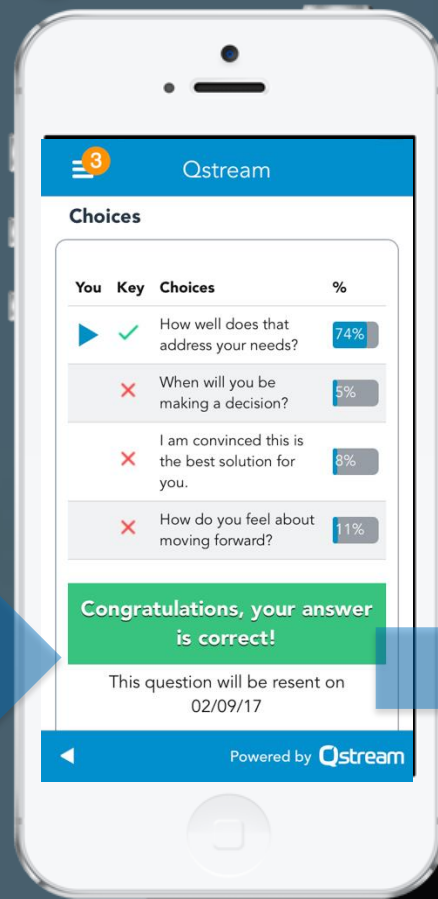 3
Qstream
Choices
You Key Choices %
How well does that
address your needs?
74%
When will you be
making a decision?
5%
I am convinced this is
the best solution for
you.
8%
How do you feel about
moving forward?
11%
Congratulations, your answer
is correct!
This question will be resent on
02/09/17
Powered by Qstream